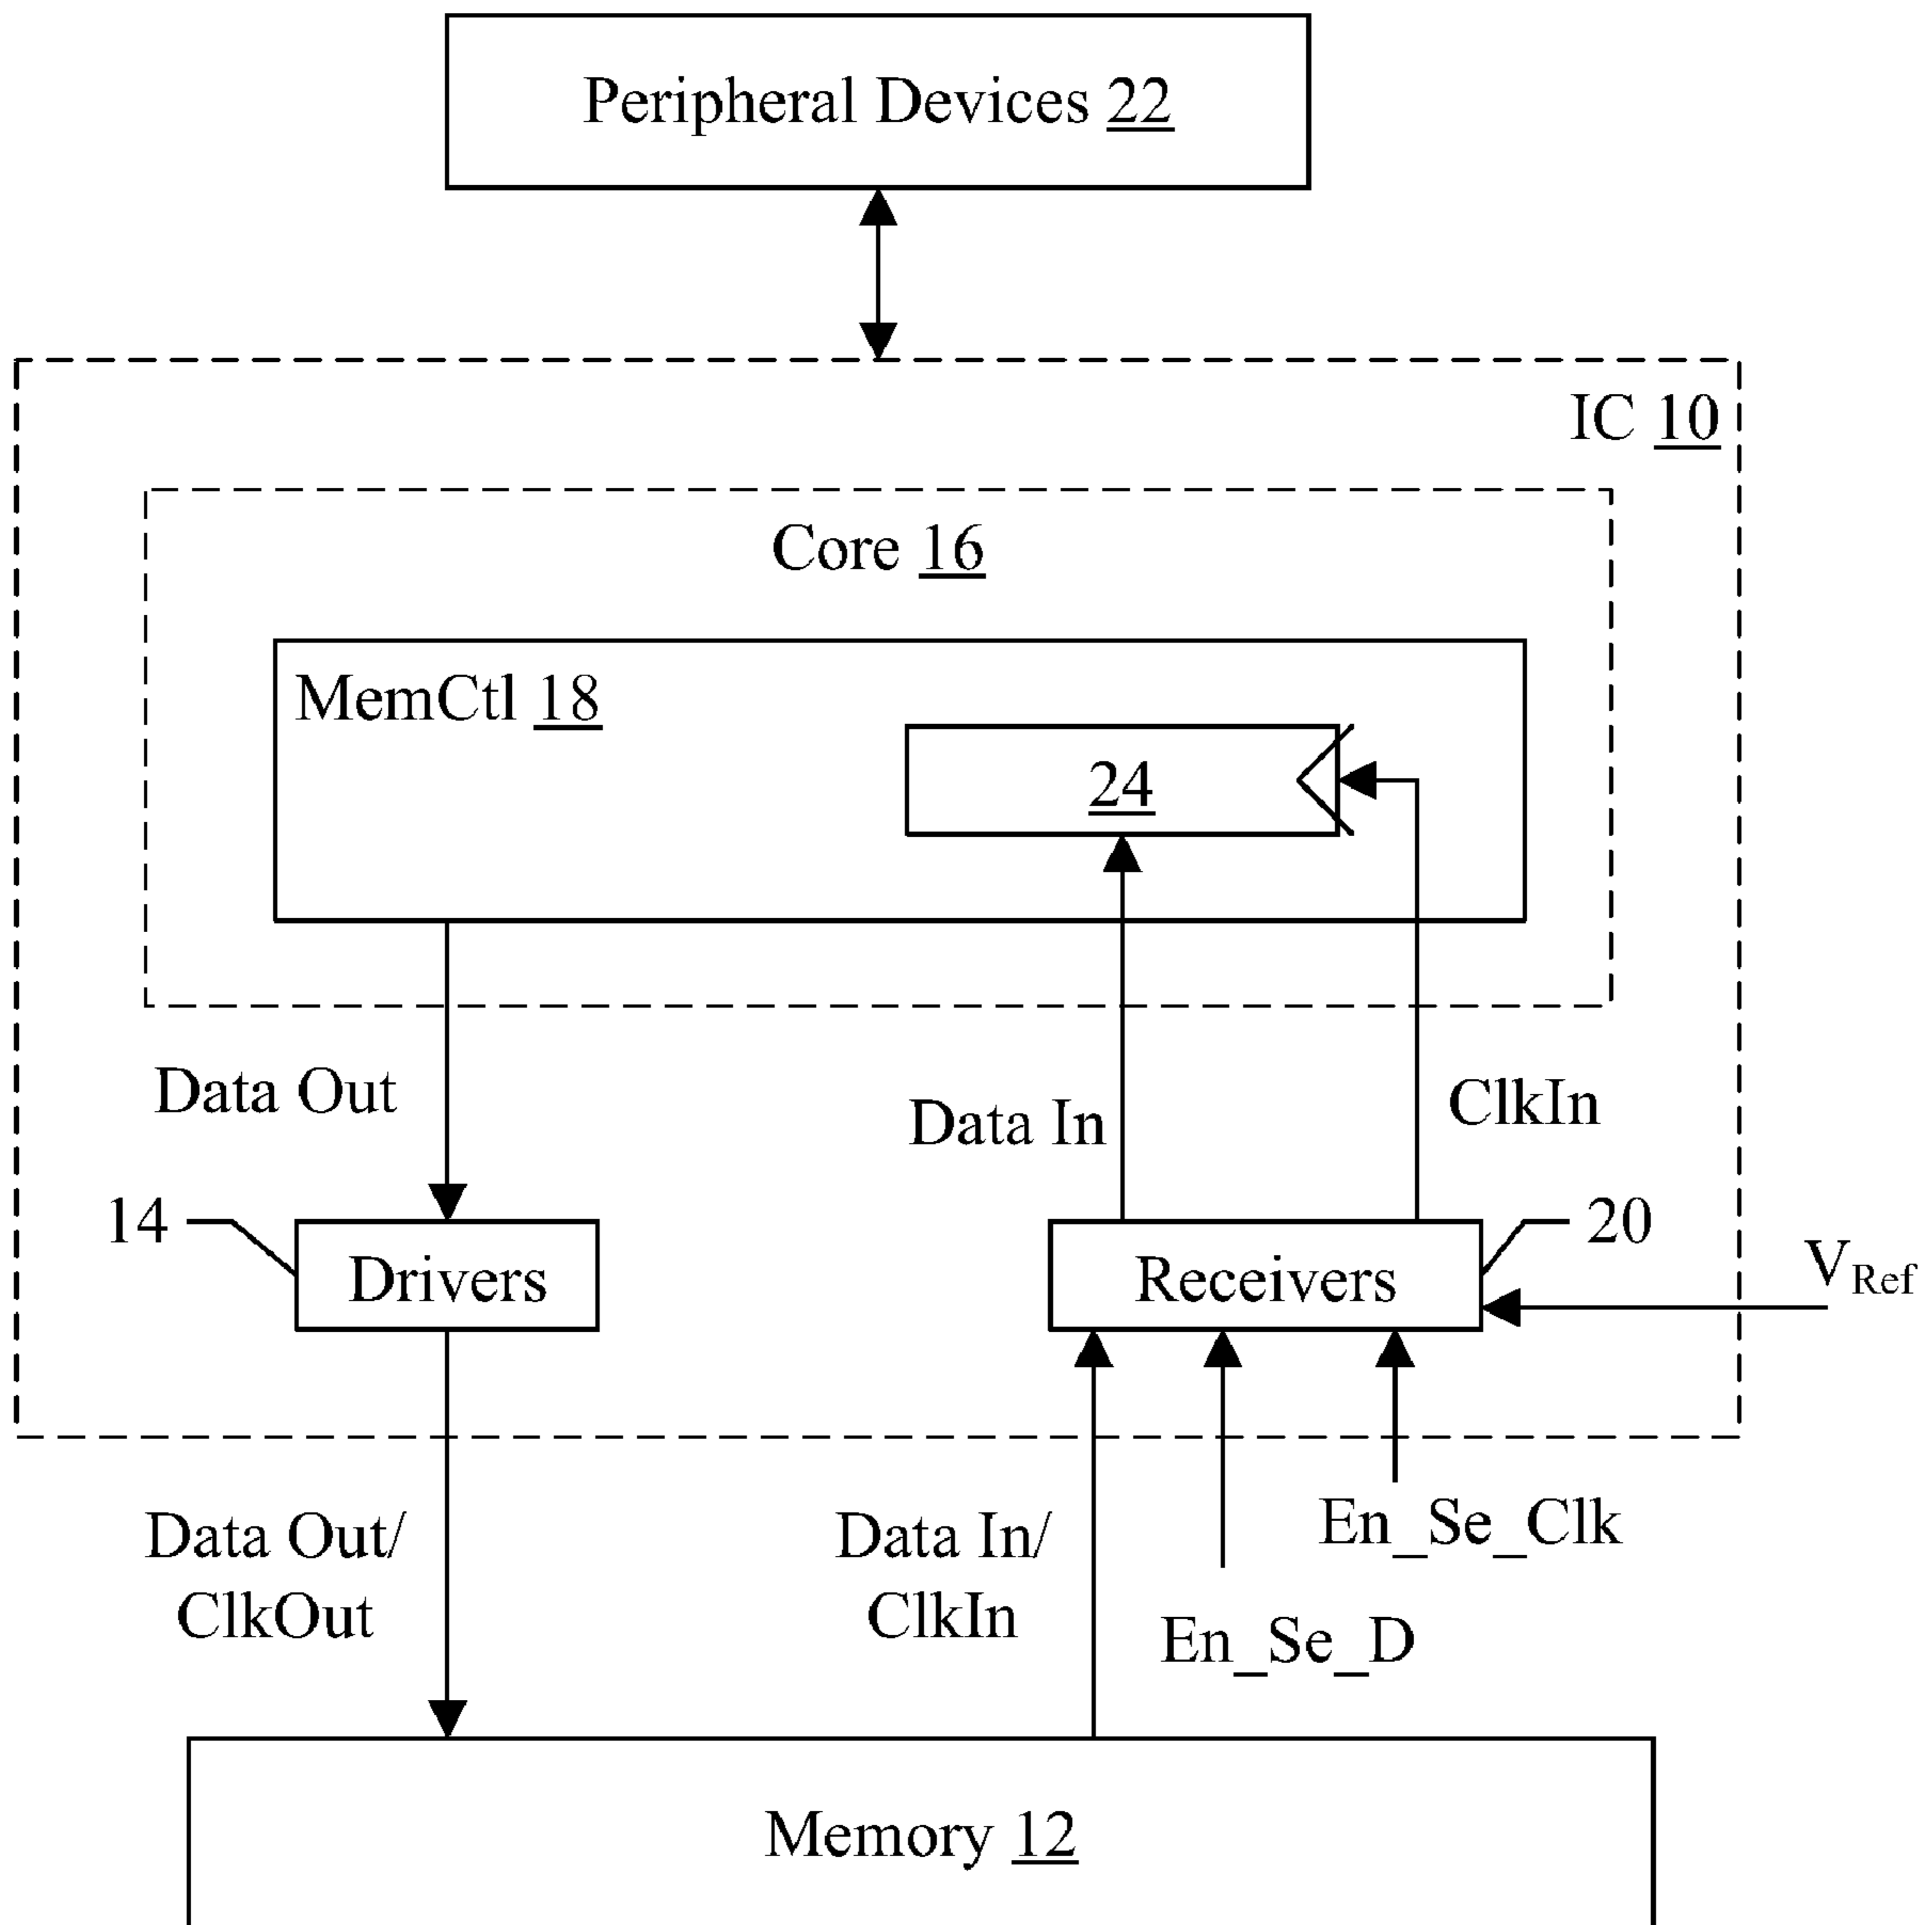 Peripheral Devices 22
IC 10
Core 16
MemCtl 18
24
Data Out
Data In
ClkIn
14
Drivers
Receivers
20
VRef
Data Out/
ClkOut
Data In/
ClkIn
En_Se_Clk
En_Se_D
Memory 12